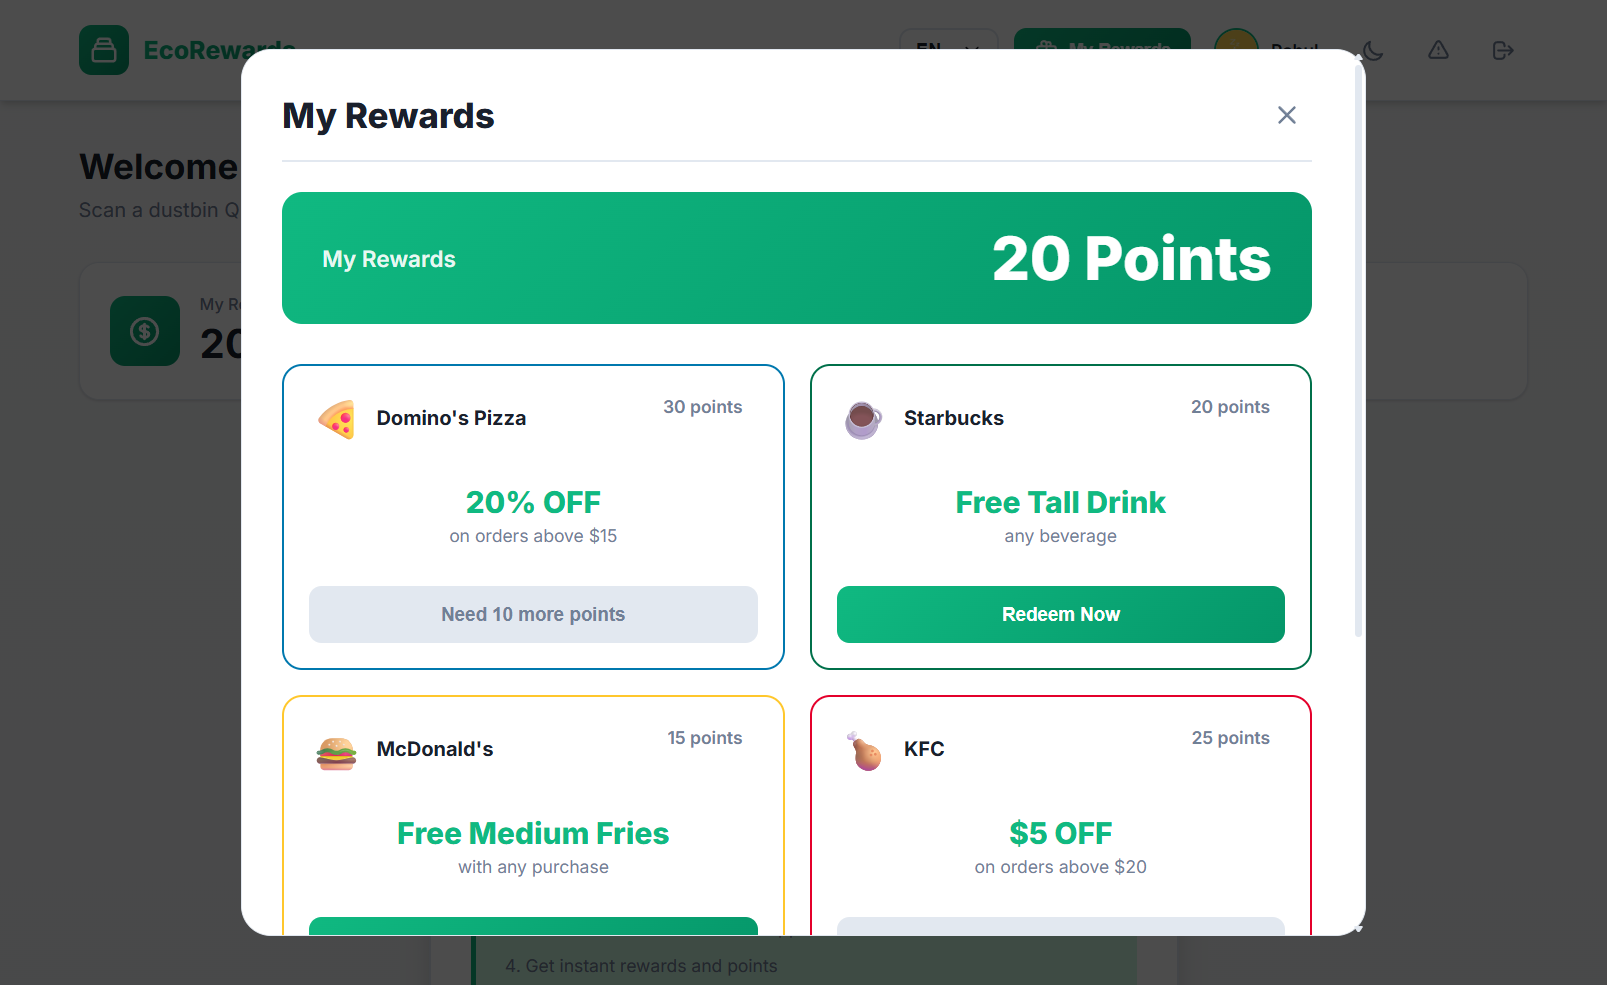 EcoRewards
EN
My Rewards
Rahul
My Rewards
Welcome
Scan a dustbin Q
My Rewards
20 Points
My Re
20
Domino's Pizza
30 points
20% OFF
on orders above $15
Need 10 more points
Starbucks
20 points
Free Tall Drink
any beverage
Redeem Now
McDonald's
15 points
Free Medium Fries
with any purchase
KFC
25 points
$5 OFF
on orders above $20
4. Get instant rewards and points